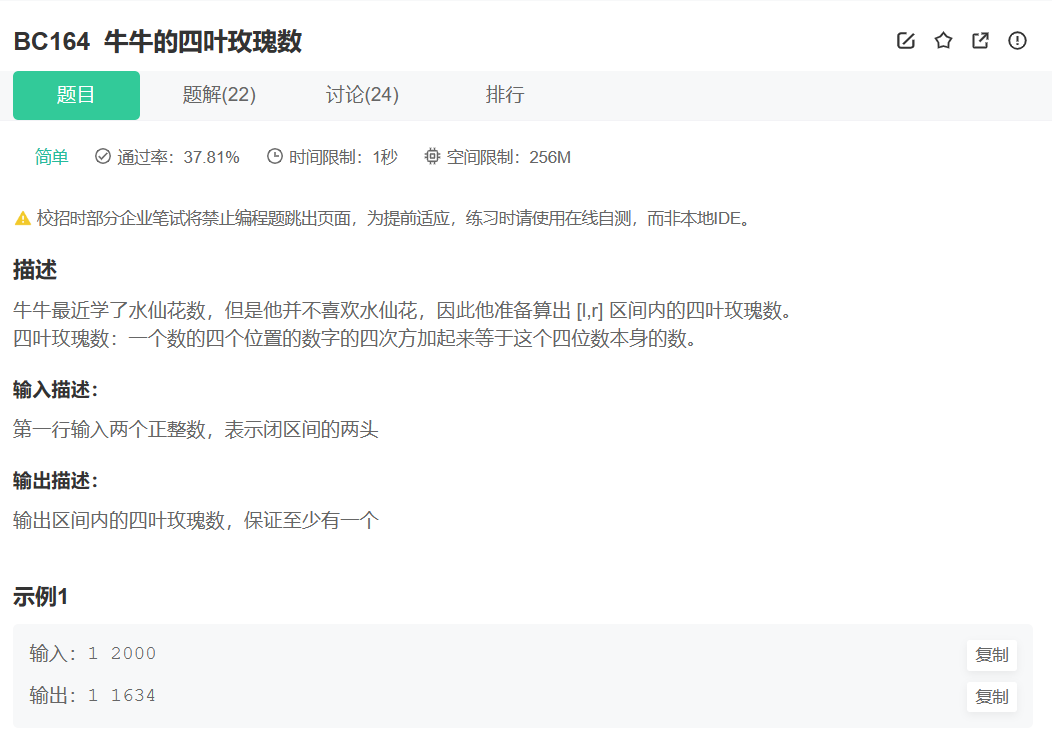 BC164 牛牛的四叶玫瑰数
题目 题解(22) 讨论(24) 排行
简单 通过率：37.81% 时间限制：1秒 空间限制：256M
校招时部分企业笔试将禁止编程题跳出页面，为提前适应，练习时请使用在线自测，而非本地IDE。
描述
牛牛最近学了水仙花数，但是他并不喜欢水仙花，因此他准备算出 [l,r] 区间内的四叶玫瑰数。
四叶玫瑰数：一个数的四个位置的数字的四次方加起来等于这个四位数本身的数。
输入描述：
第一行输入两个正整数，表示闭区间的两头
输出描述：
输出区间内的四叶玫瑰数，保证至少有一个
示例1
输入：1 2000 复制
输出：1 1634 复制